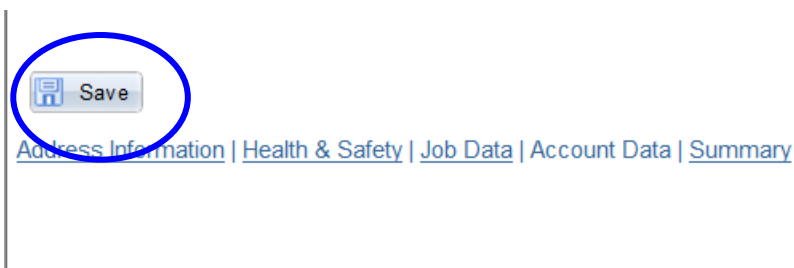 Save
Address Information | Health & Safety | Job Data | Account Data | Summary